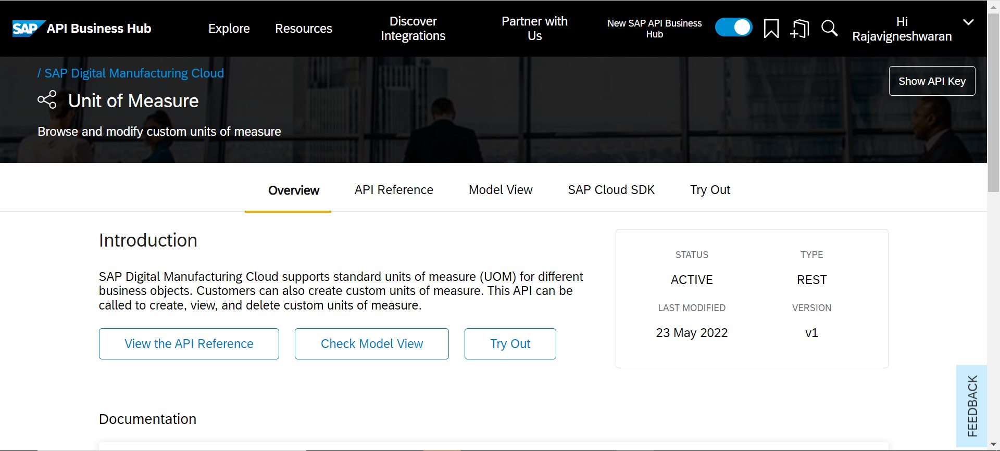 SAP API Business Hub
Explore
Resources
Discover
Integrations
Partner with
Us
New SAP API Business
Hub
Hi
Rajavigneshwaran
/ SAP Digital Manufacturing Cloud
Show API Key
Unit of Measure
Browse and modify custom units of measure
Overview
API Reference
Model View
SAP Cloud SDK
Try Out
Introduction
SAP Digital Manufacturing Cloud supports standard units of measure (UOM) for different
business objects. Customers can also create custom units of measure. This API can be
called to create, view, and delete custom units of measure.
View the API Reference
Check Model View
Try Out
STATUS
TYPE
ACTIVE
REST
LAST MODIFIED
VERSION
23 May 2022
v1
FEEDBACK
Documentation